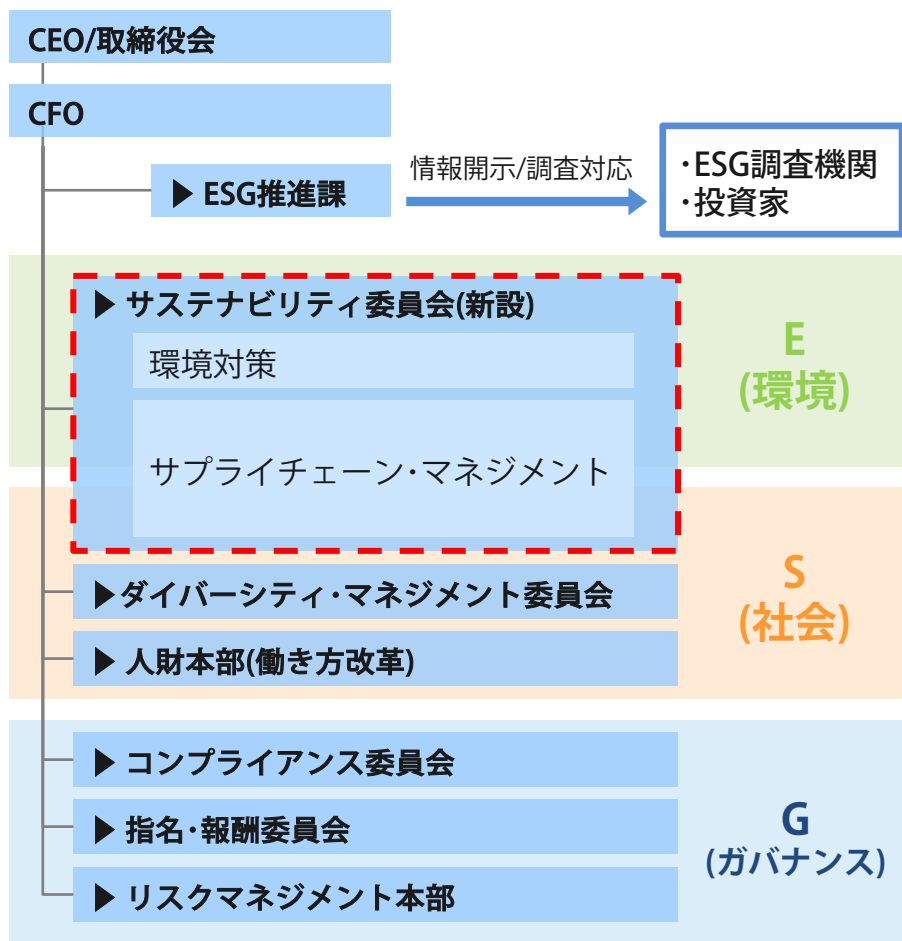 CEO/取締役会
CFO
▶ ESG推進課
情報開示/調査対応
・ESG調査機関
・投資家
▶ サステナビリティ委員会(新設)
環境対策
サプライチェーン・マネジメント
E
(環境)
▶ダイバーシティ・マネジメント委員会
▶ 人財本部(働き方改革)
S
(社会)
▶ コンプライアンス委員会
▶ 指名・報酬委員会
▶ リスクマネジメント本部
G
(ガバナンス)